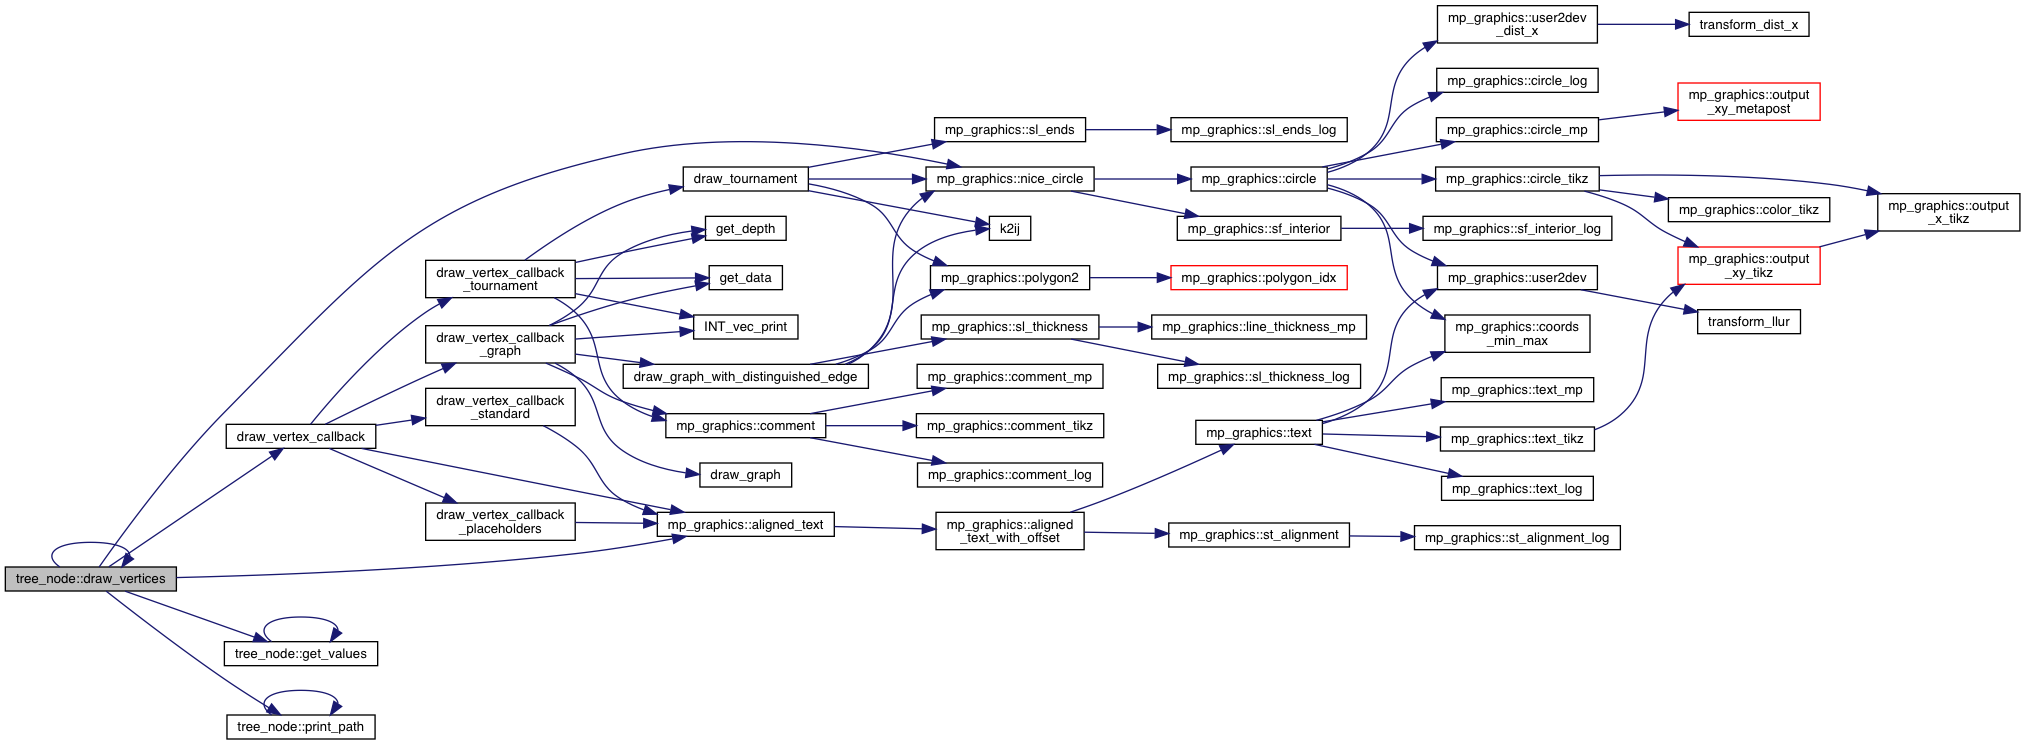 tree_node::draw_vertices
draw_vertex_callback
tree_node::get_values
tree_node::print_path
draw_vertex_callback
_tournament
draw_vertex_callback
_graph
draw_vertex_callback
_standard
draw_vertex_callback
_placeholders
draw_tournament
get_depth
get_data
INT_vec_print
draw_graph_with_distinguished_edge
mp_graphics::comment
draw_graph
mp_graphics::aligned_text
mp_graphics::sl_ends
mp_graphics::nice_circle
k2ij
mp_graphics::polygon2
mp_graphics::sl_thickness
mp_graphics::comment_mp
mp_graphics::comment_tikz
mp_graphics::comment_log
mp_graphics::aligned
_text_with_offset
mp_graphics::sl_ends_log
mp_graphics::circle
mp_graphics::sf_interior
mp_graphics::polygon_idx
mp_graphics::line_thickness_mp
mp_graphics::sl_thickness_log
mp_graphics::text
mp_graphics::st_alignment
mp_graphics::user2dev
_dist_x
mp_graphics::circle_log
mp_graphics::circle_mp
mp_graphics::circle_tikz
mp_graphics::sf_interior_log
mp_graphics::user2dev
mp_graphics::coords
_min_max
mp_graphics::text_mp
mp_graphics::text_tikz
mp_graphics::text_log
mp_graphics::st_alignment_log
transform_dist_x
mp_graphics::output
_xy_metapost
mp_graphics::color_tikz
mp_graphics::output
_xy_tikz
transform_llur
mp_graphics::output
_x_tikz